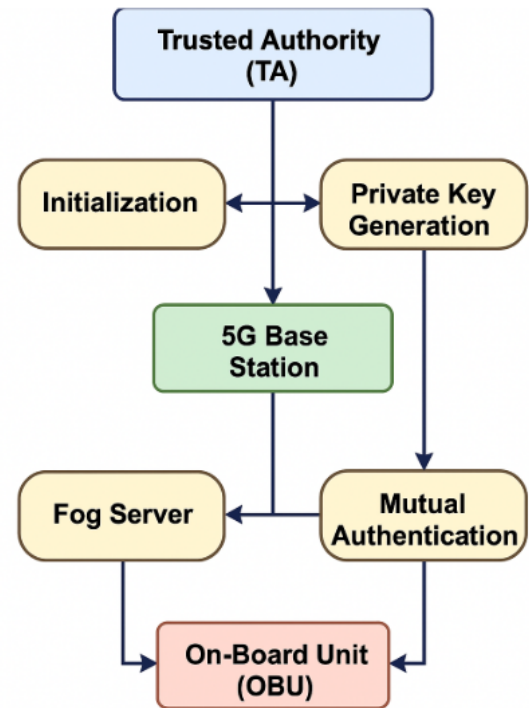 Trusted Authority
(TA)
Initialization
Private Key
Generation
5G Base
Station
Fog Server
Mutual
Authentication
On-Board Unit
(OBU)